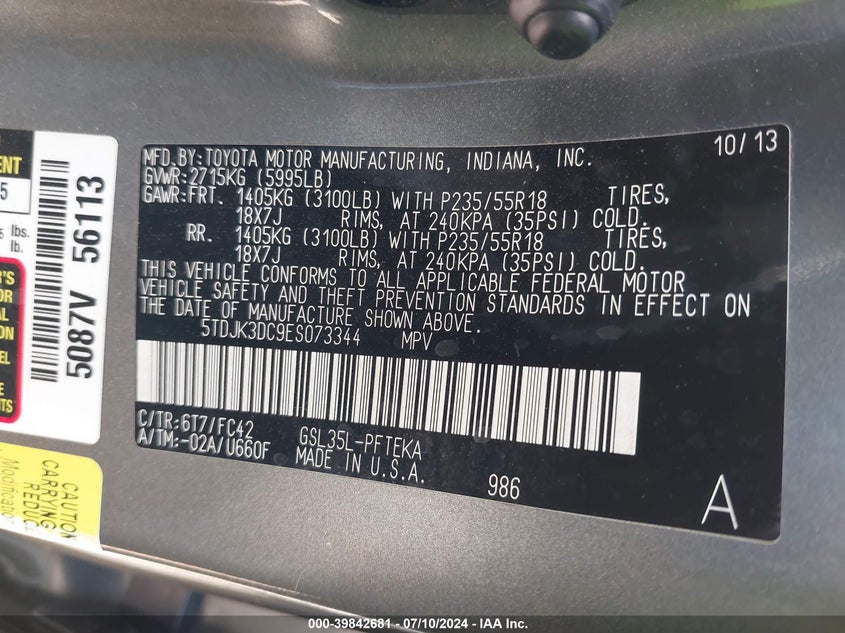 MFD.BY:TOYOTA MOTOR MANUFACTURING, INDIANA, INC. 10/13
GVWR:2715KG (5995LB)
GAWR:FRT. 1405KG (3100LB) WITH P235/55R18 TIRES,
18X7J RIMS, AT 240KPA (35PSI) COLD.
RR. 1405KG (3100LB) WITH P235/55R18 TIRES,
18X7J RIMS, AT 240KPA (35PSI) COLD.
THIS VEHICLE CONFORMS TO ALL APPLICABLE FEDERAL MOTOR
VEHICLE SAFETY AND THEFT PREVENTION STANDARDS IN EFFECT ON
THE DATE OF MANUFACTURE SHOWN ABOVE.
5TDJK3DC9ES073344 MPV
C/TR:6T7/FC42 GSL35L-PFTEKA
A/TM:-02A/U660F MADE IN U.S.A.
986
A
5087V 56113
lbs.
lb.
CAUTION
CARRYING
REDUCE
Modification
000-39842681 - 07/10/2024 - IAA Inc.